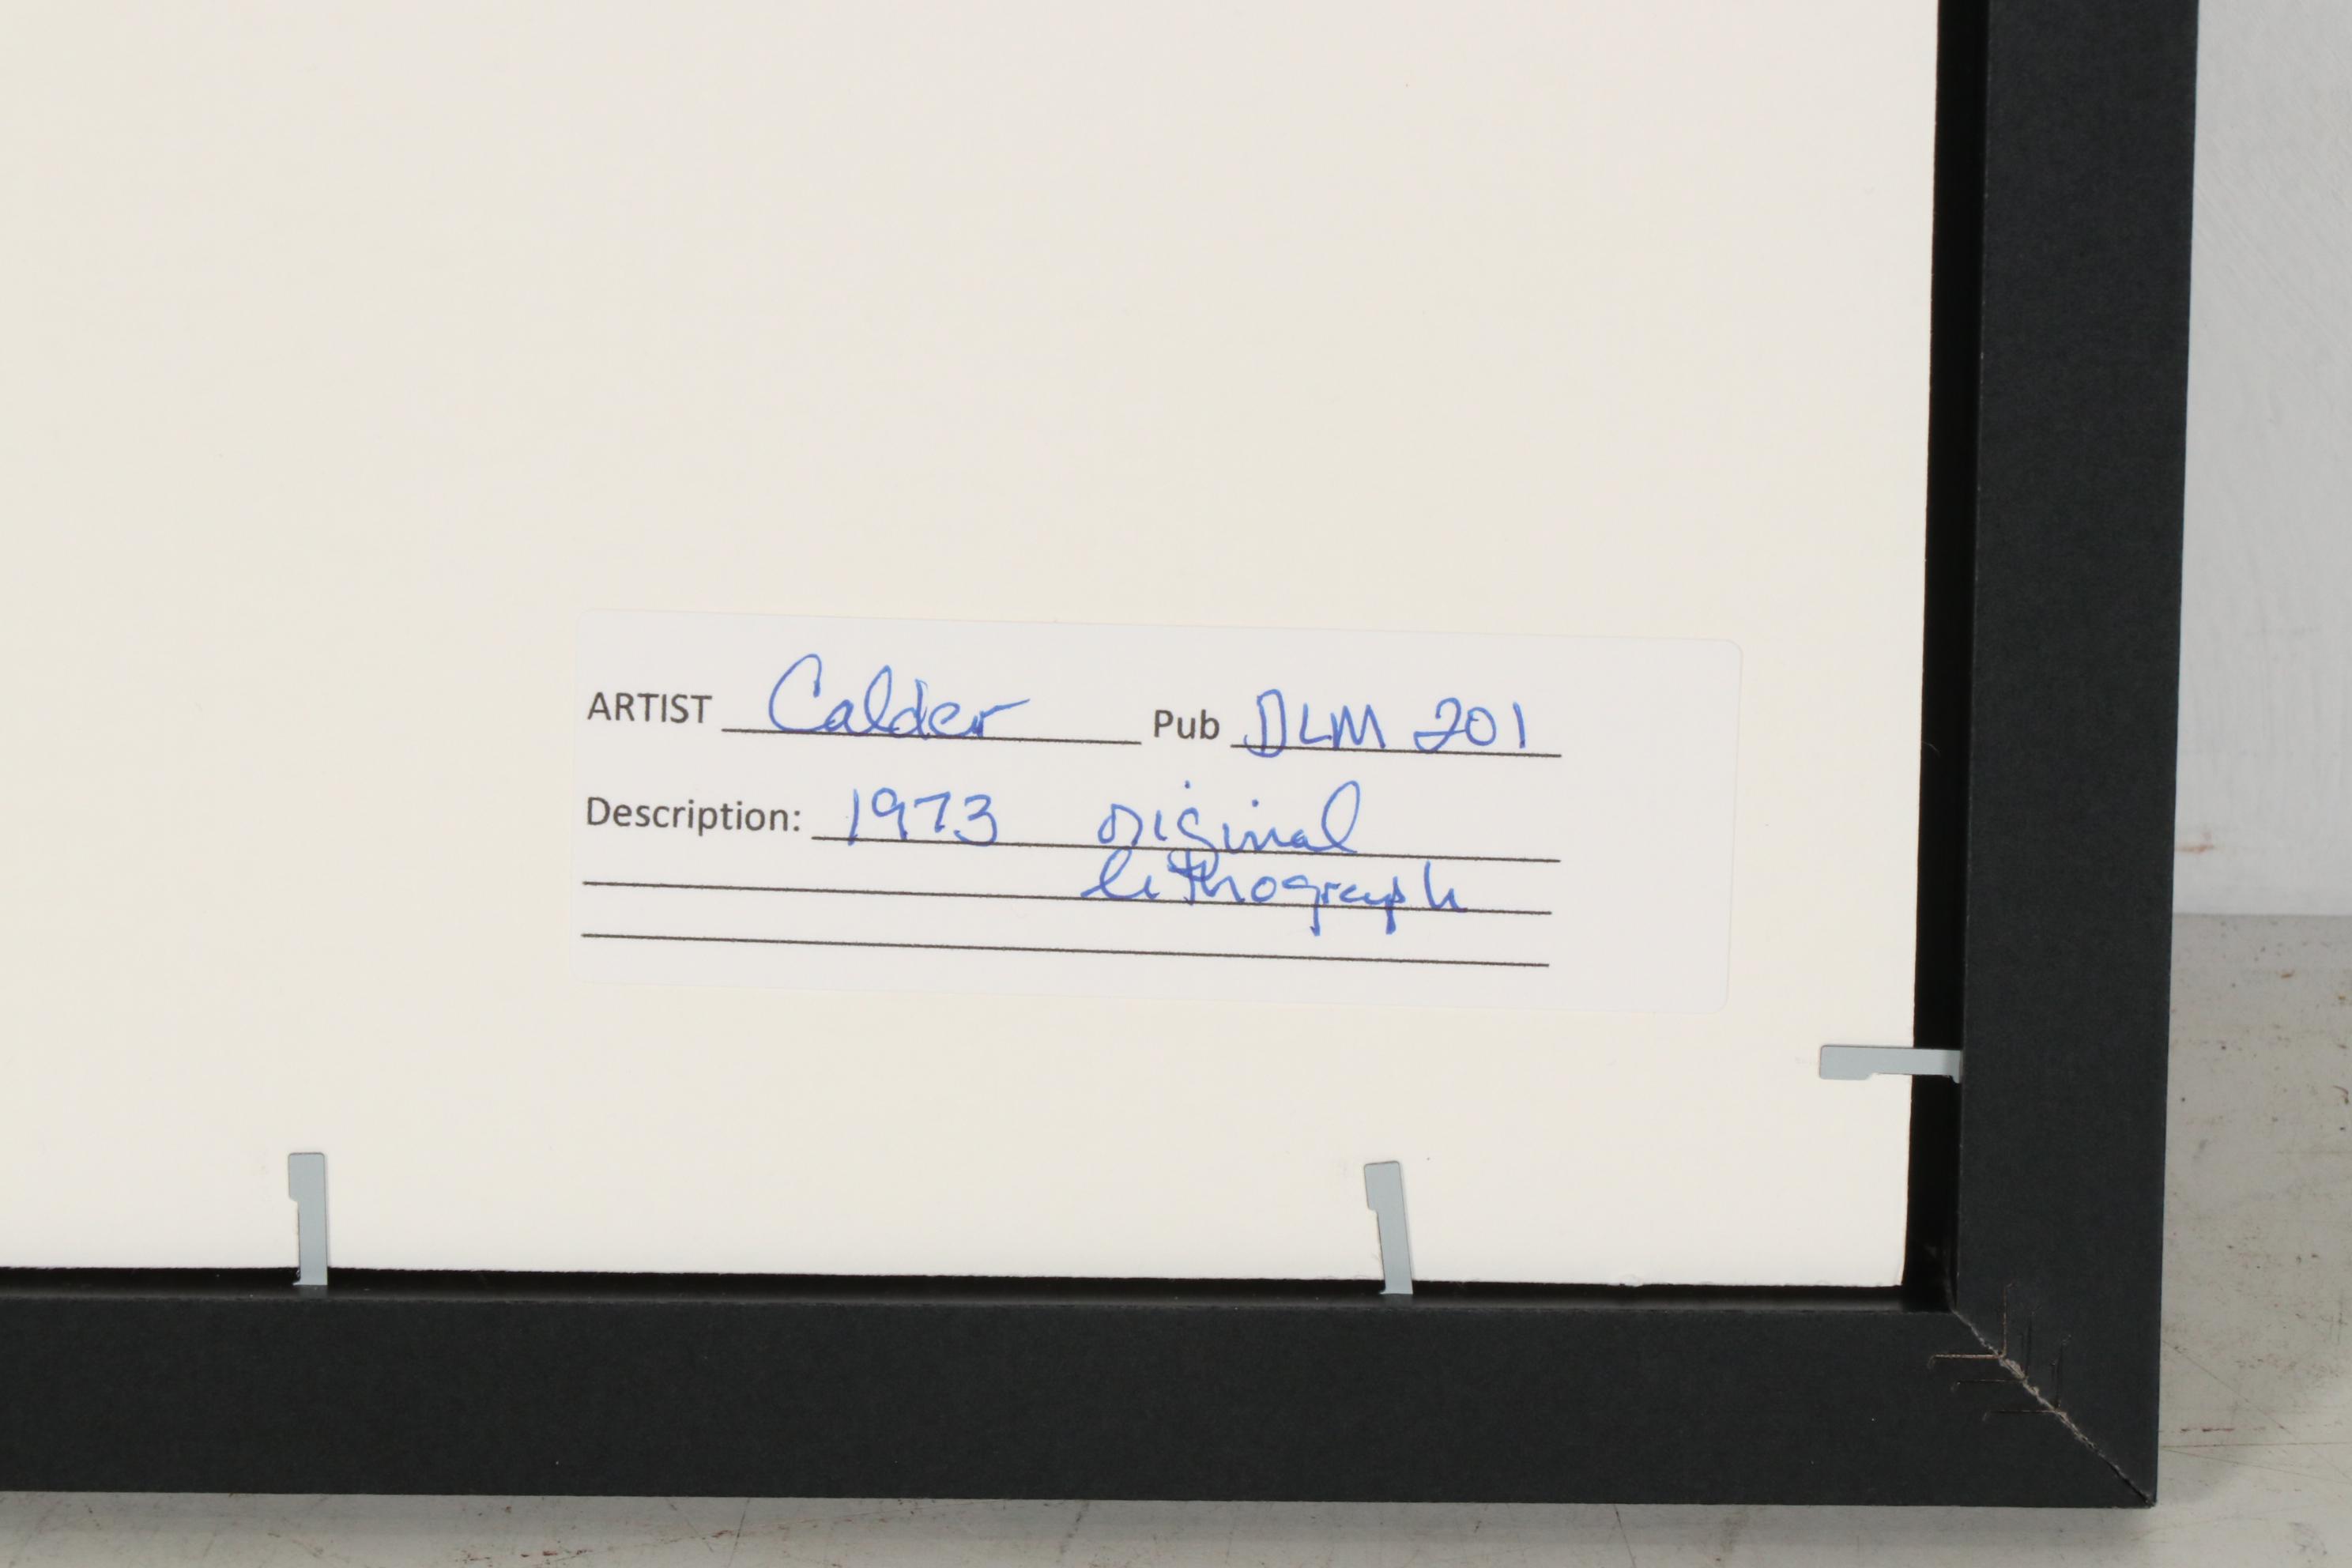 ARTIST Calder Pub DLM 201
Description: 1973 original
lithograph